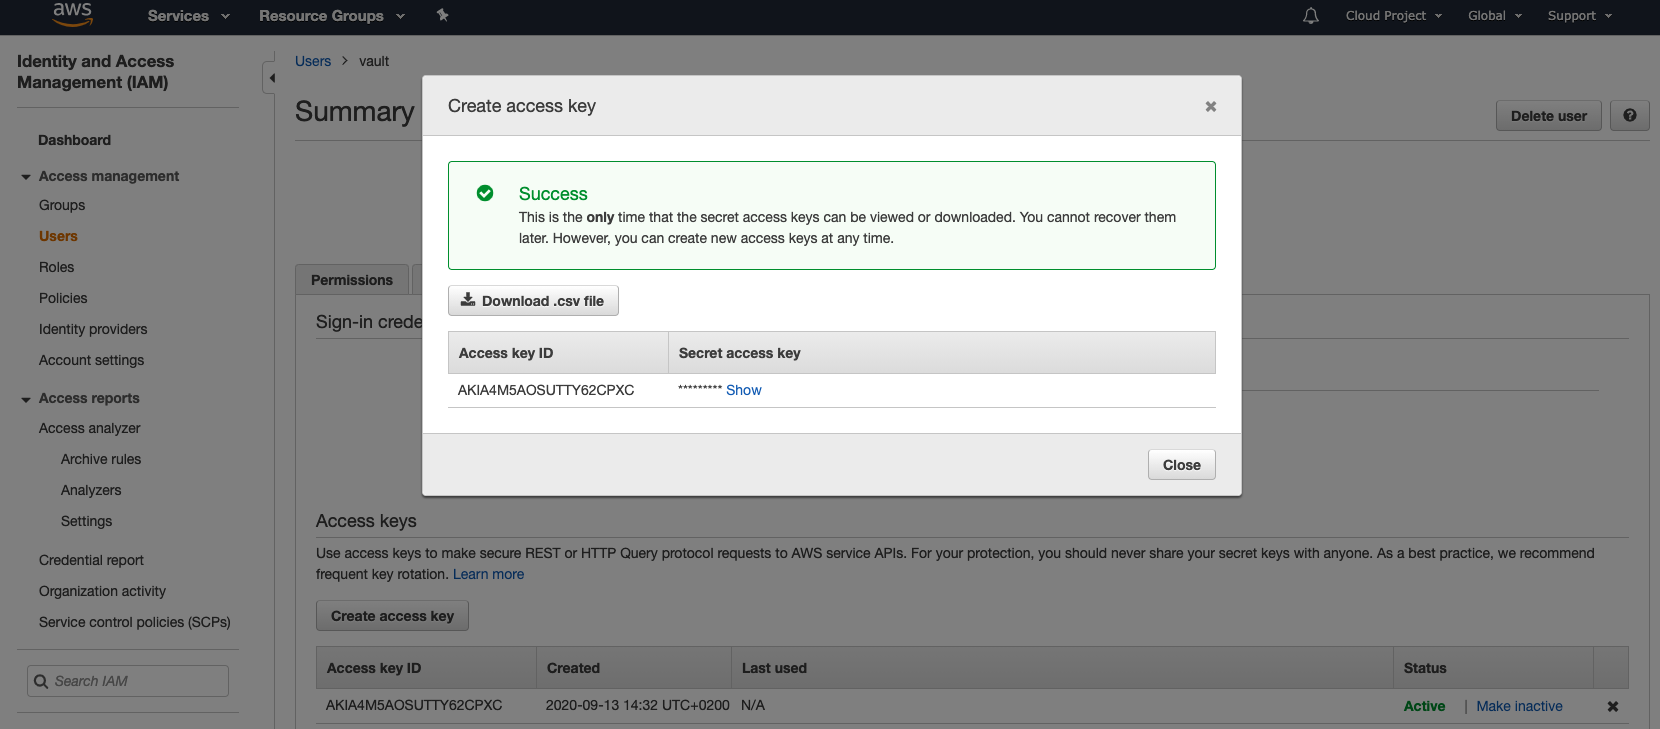 aws
Services
Resource Groups
Cloud Project
Global
Support
Identity and Access
Management (IAM)
Dashboard
Access management
Groups
Users
Roles
Policies
Identity providers
Account settings
Access reports
Access analyzer
Archive rules
Analyzers
Settings
Credential report
Organization activity
Service control policies (SCPs)
Search IAM
Users > vault
Summary
Delete user
?
Permissions
Sign-in crede
Create access key
Success
This is the only time that the secret access keys can be viewed or downloaded. You cannot recover them
later. However, you can create new access keys at any time.
Download .csv file
Access key ID Secret access key
AKIA4M5AOSUTTY62CPXC ********* Show
Close
Access keys
Use access keys to make secure REST or HTTP Query protocol requests to AWS service APIs. For your protection, you should never share your secret keys with anyone. As a best practice, we recommend
frequent key rotation. Learn more
Create access key
Access key ID Created Last used Status
AKIA4M5AOSUTTY62CPXC 2020-09-13 14:32 UTC+0200 N/A Active | Make inactive